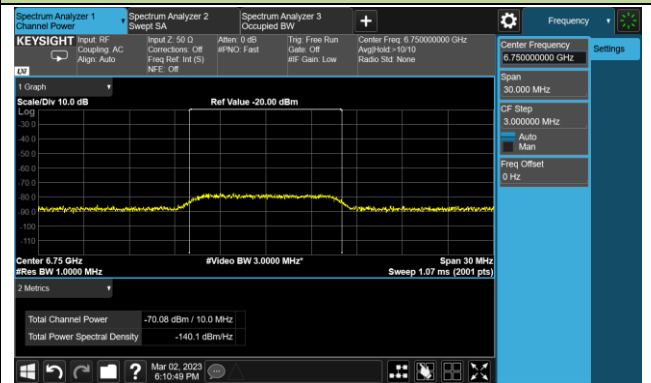 Spectrum Analyzer 1
Channel Power
Spectrum Analyzer 2
Swept SA
Spectrum Analyzer 3
Occupied BW
+
Frequency
KEYSIGHT
Input: RF
Coupling: AC
Align: Auto
Input Z: 50 Ω
Corrections: Off
Freq Ref: Int (S)
NFE: Off
Atten: 0 dB
#PNO: Fast
Trig: Free Run
Gate: Off
#IF Gain: Low
Center Freq: 6.750000000 GHz
Avg|Hold:>10/10
Radio Std: None
LXI
Center Frequency
6.750000000 GHz
Settings
Span
30.000 MHz
CF Step
3.000000 MHz
Auto
Man
Freq Offset
0 Hz
1 Graph
Scale/Div 10.0 dB
Ref Value -20.00 dBm
Log
-30.0
-40.0
-50.0
-60.0
-70.0
-80.0
-90.0
-100
-110
Center 6.75 GHz
#Video BW 3.0000 MHz*
Span 30 MHz
#Res BW 1.0000 MHz
Sweep 1.07 ms (2001 pts)
2 Metrics
Total Channel Power
-70.08 dBm / 10.0 MHz
Total Power Spectral Density
-140.1 dBm/Hz
?
Mar 02, 2023
6:10:49 PM